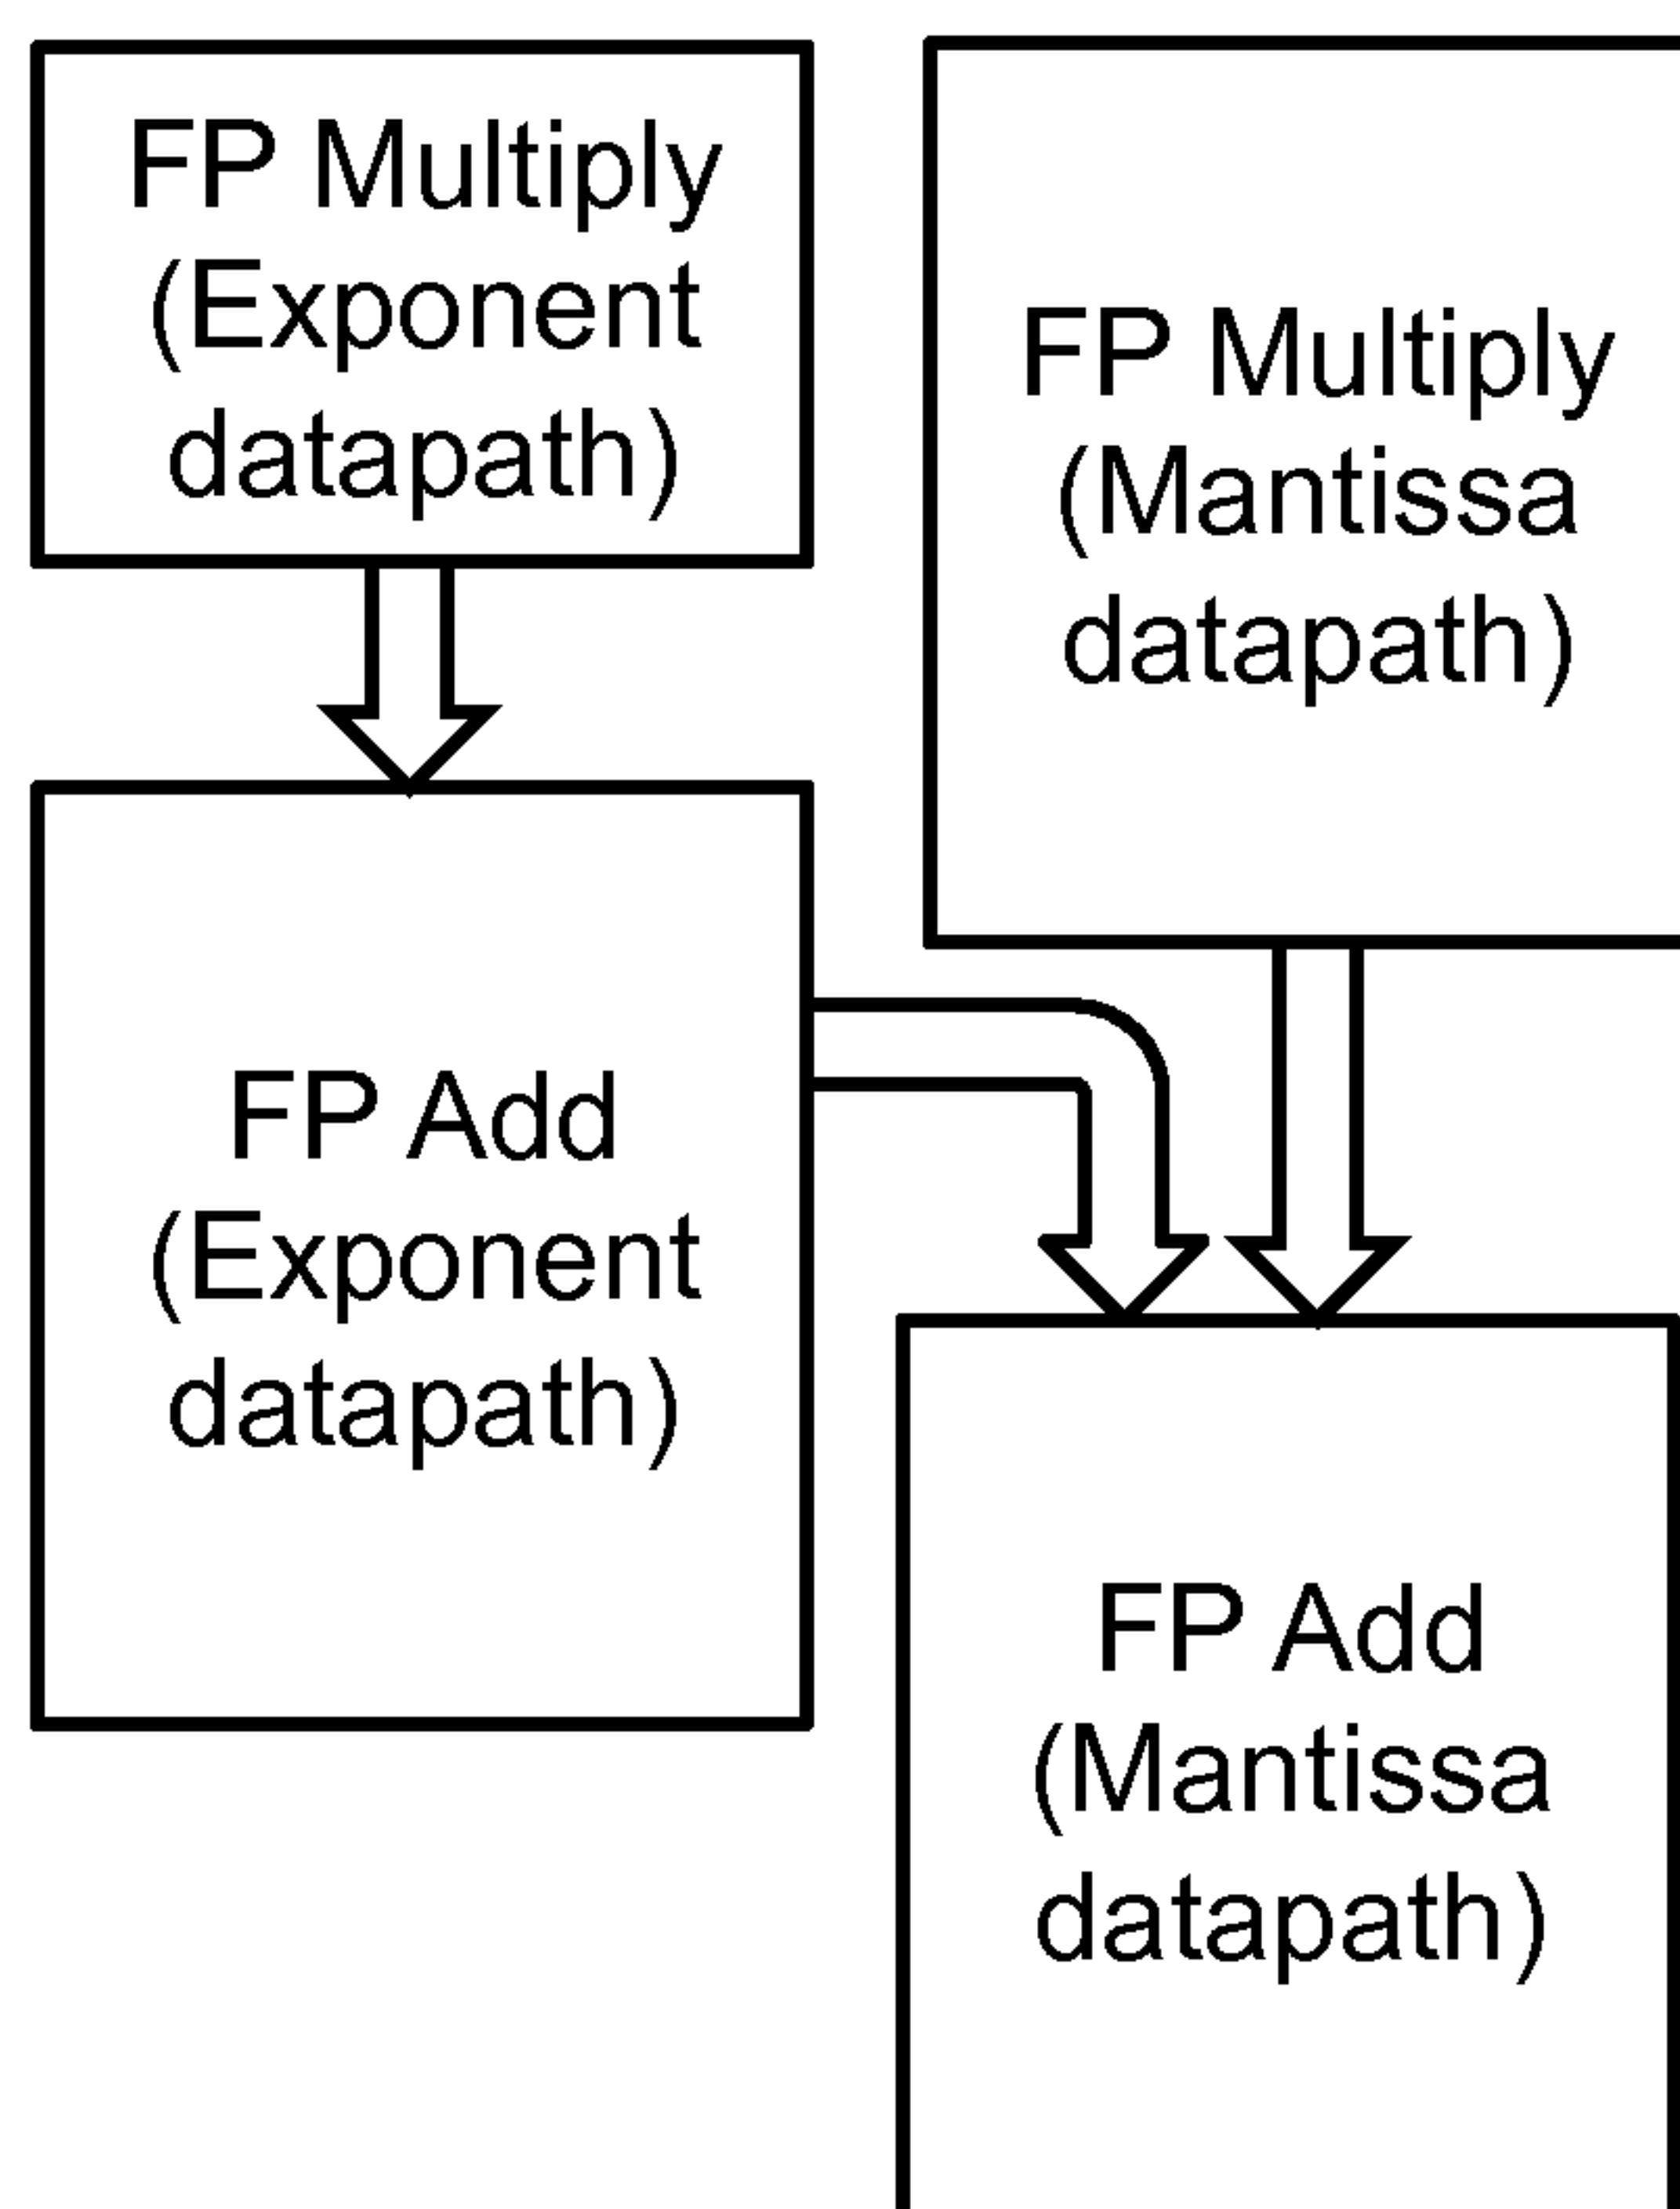 FP Multiply
(Exponent
datapath)
FP Multiply
(Mantissa
datapath)
FP Add
(Exponent
datapath)
FP Add
(Mantissa
datapath)